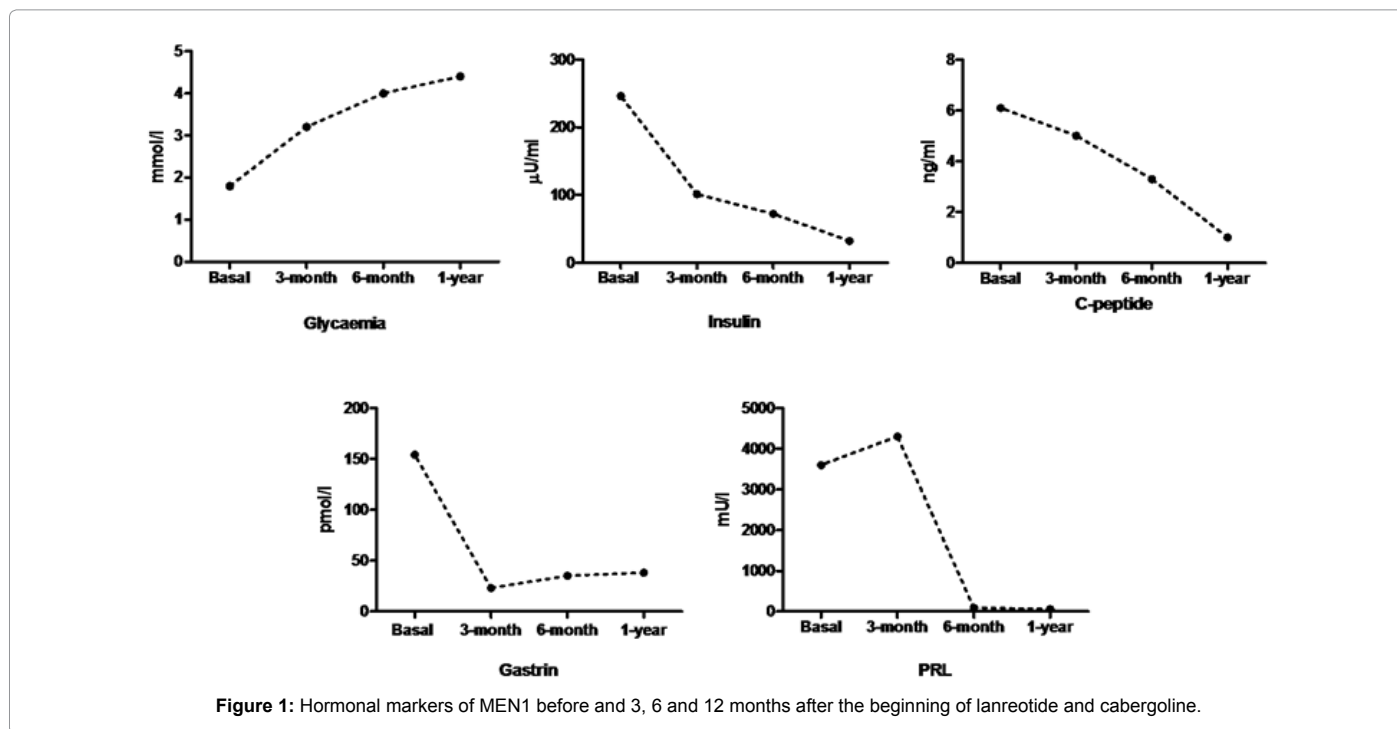 5
4
3
2
1
0
mmol/l
Basal 3-month 6-month 1-year
Glycaemia
300
200
100
0
µU/ml
Basal 3-month 6-month 1-year
Insulin
8
6
4
2
0
ng/ml
Basal 3-month 6-month 1-year
C-peptide
200
150
100
50
0
pmol/l
Basal 3-month 6-month 1-year
Gastrin
5000
4000
3000
2000
1000
0
mU/l
Basal 3-month 6-month 1-year
PRL
Figure 1: Hormonal markers of MEN1 before and 3, 6 and 12 months after the beginning of lanreotide and cabergoline.